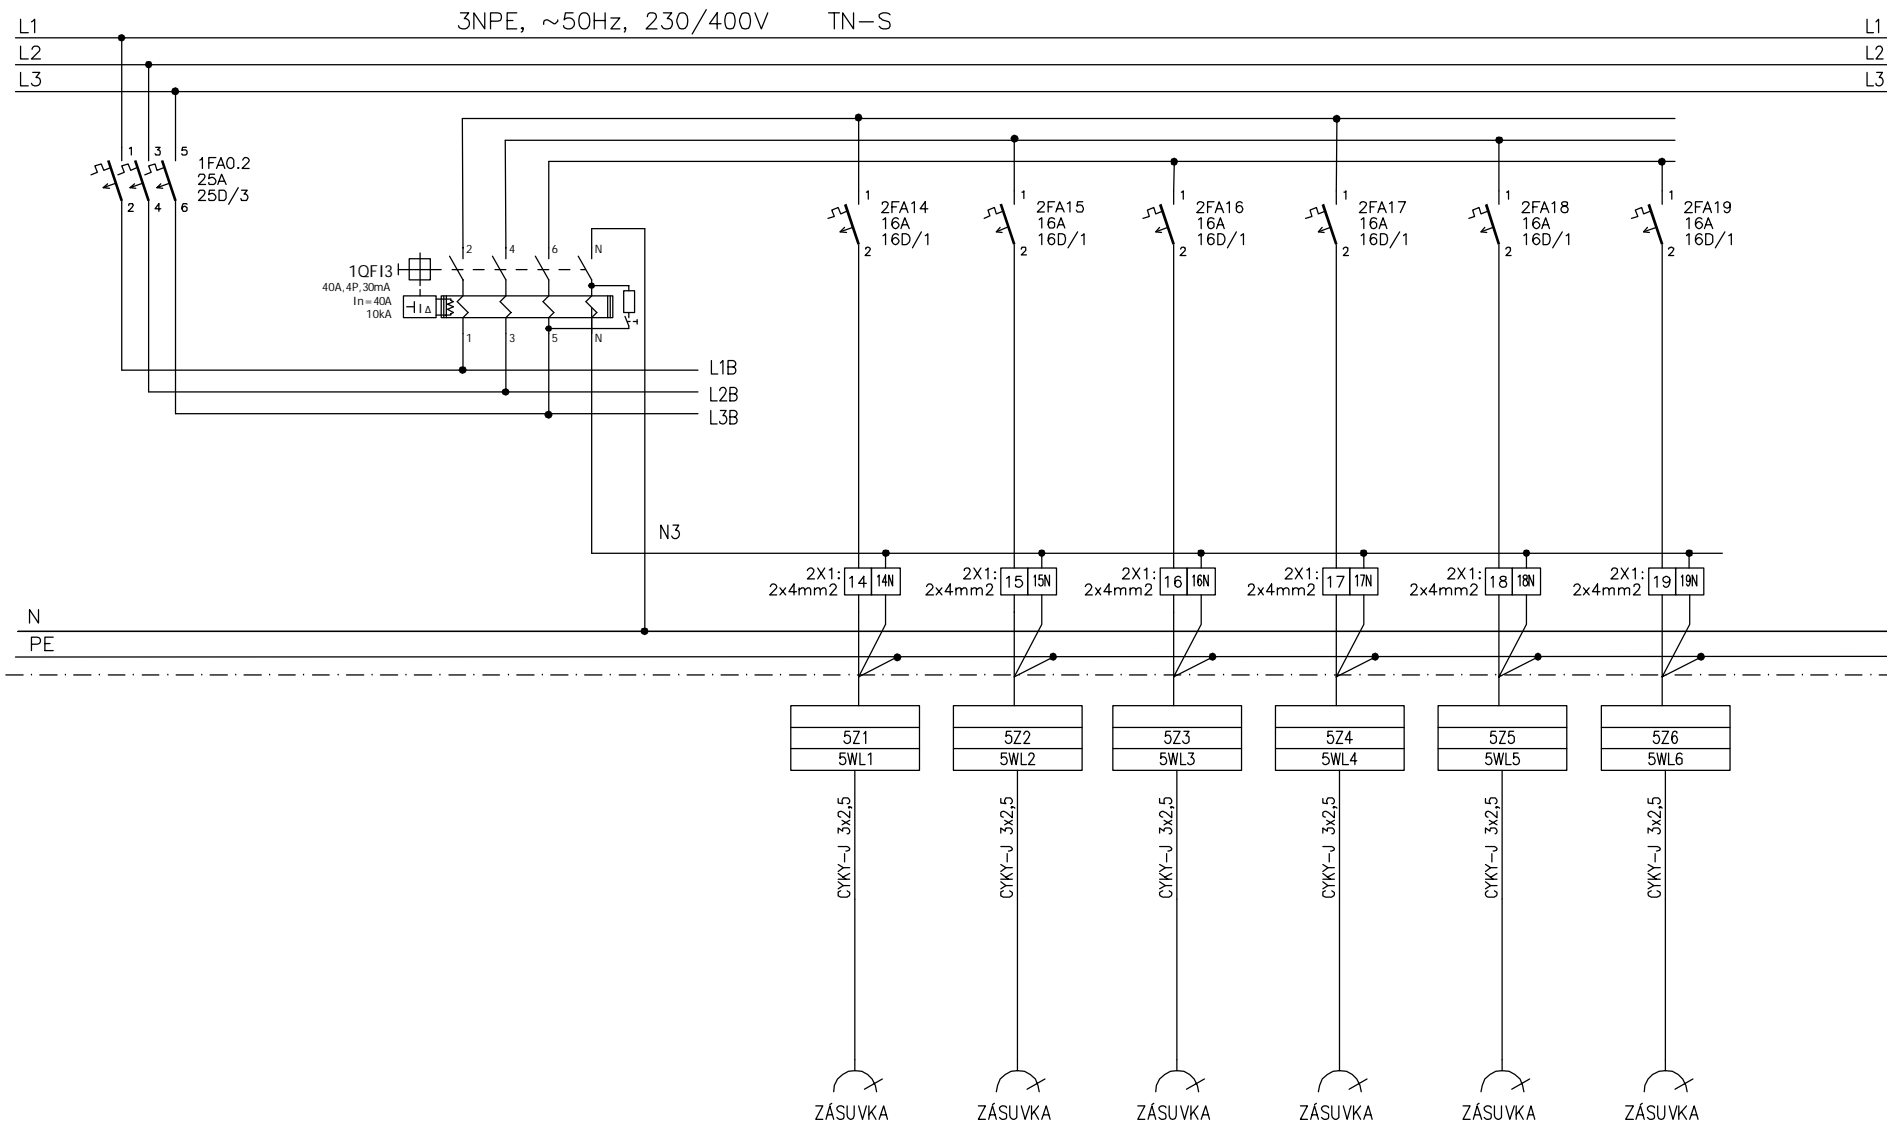 3NPE, ~50Hz, 230/400V TN-S
L1 L1
L2 L2
L3 L3
1 3 5
1FA0.2
25A
25D/3
2 4 6
1 1 1 1 1 1
2FA14 2FA15 2FA16 2FA17 2FA18 2FA19
16A 16A 16A 16A 16A 16A
16D/1 16D/1 16D/1 16D/1 16D/1 16D/1
2 2 2 2 2 2
2 4 6 N
1QFI3
40A,4P,30mA
In=40A
10kA
I Δ
1 3 5 N
L1B
L2B
L3B
N3
2X1: 14 14N 2X1: 15 15N 2X1: 16 16N 2X1: 17 17N 2X1: 18 18N 2X1: 19 19N
2x4mm2 2x4mm2 2x4mm2 2x4mm2 2x4mm2 2x4mm2
N
PE
5Z1 5Z2 5Z3 5Z4 5Z5 5Z6
5WL1 5WL2 5WL3 5WL4 5WL5 5WL6
CYKY-J 3x2,5 CYKY-J 3x2,5 CYKY-J 3x2,5 CYKY-J 3x2,5 CYKY-J 3x2,5 CYKY-J 3x2,5
ZÁSUVKA ZÁSUVKA ZÁSUVKA ZÁSUVKA ZÁSUVKA ZÁSUVKA